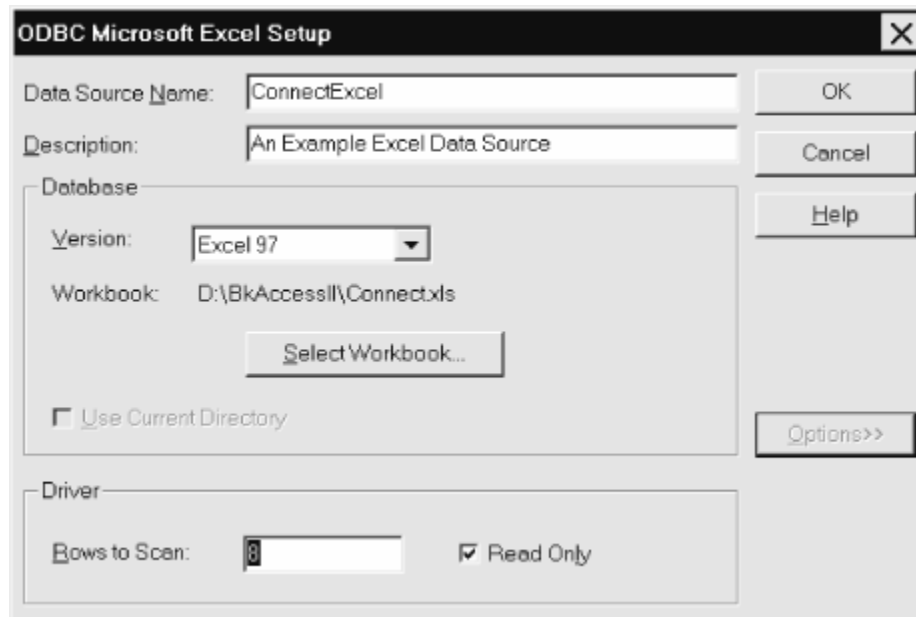 ODBC Microsoft Excel Setup
Data Source Name: ConnectExcel
OK
Description: An Example Excel Data Source
Cancel
Database
Help
Version: Excel 97
Workbook: D:\BkAccessII\Connect.xls
Select Workbook...
Use Current Directory
Options>>
Driver
Rows to Scan: 8
Read Only